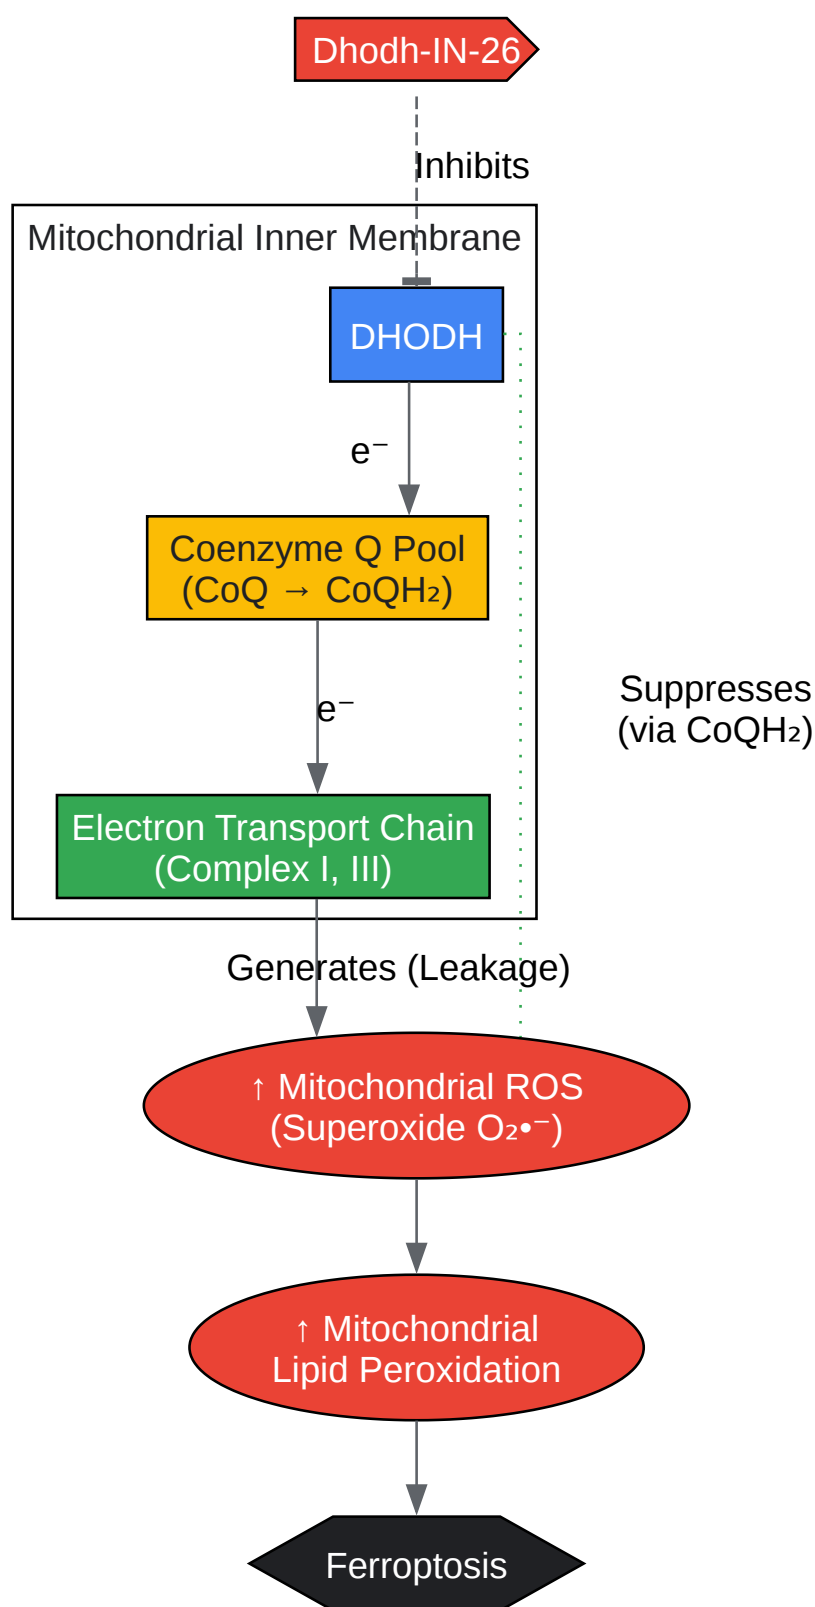 Dhodh-IN-26
Inhibits
Mitochondrial Inner Membrane
DHODH
e⁻
Coenzyme Q Pool
(CoQ → CoQH₂)
e⁻
Suppresses
(via CoQH₂)
Electron Transport Chain
(Complex I, III)
Generates (Leakage)
↑ Mitochondrial ROS
(Superoxide O₂•⁻)
↑ Mitochondrial
Lipid Peroxidation
Ferroptosis